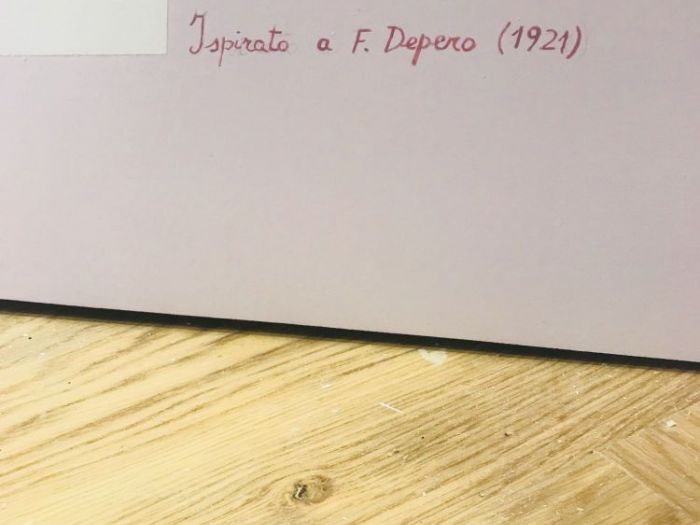 Ispirato a F. Depero (1921)